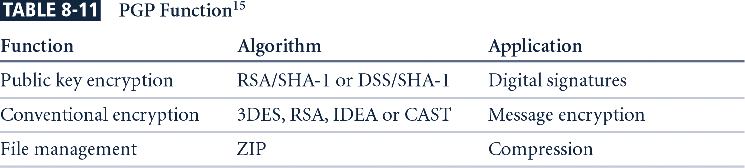 TABLE 8-11 PGP Function15
Function Algorithm Application
Public key encryption RSA/SHA-1 or DSS/SHA-1 Digital signatures
Conventional encryption 3DES, RSA, IDEA or CAST Message encryption
File management ZIP Compression